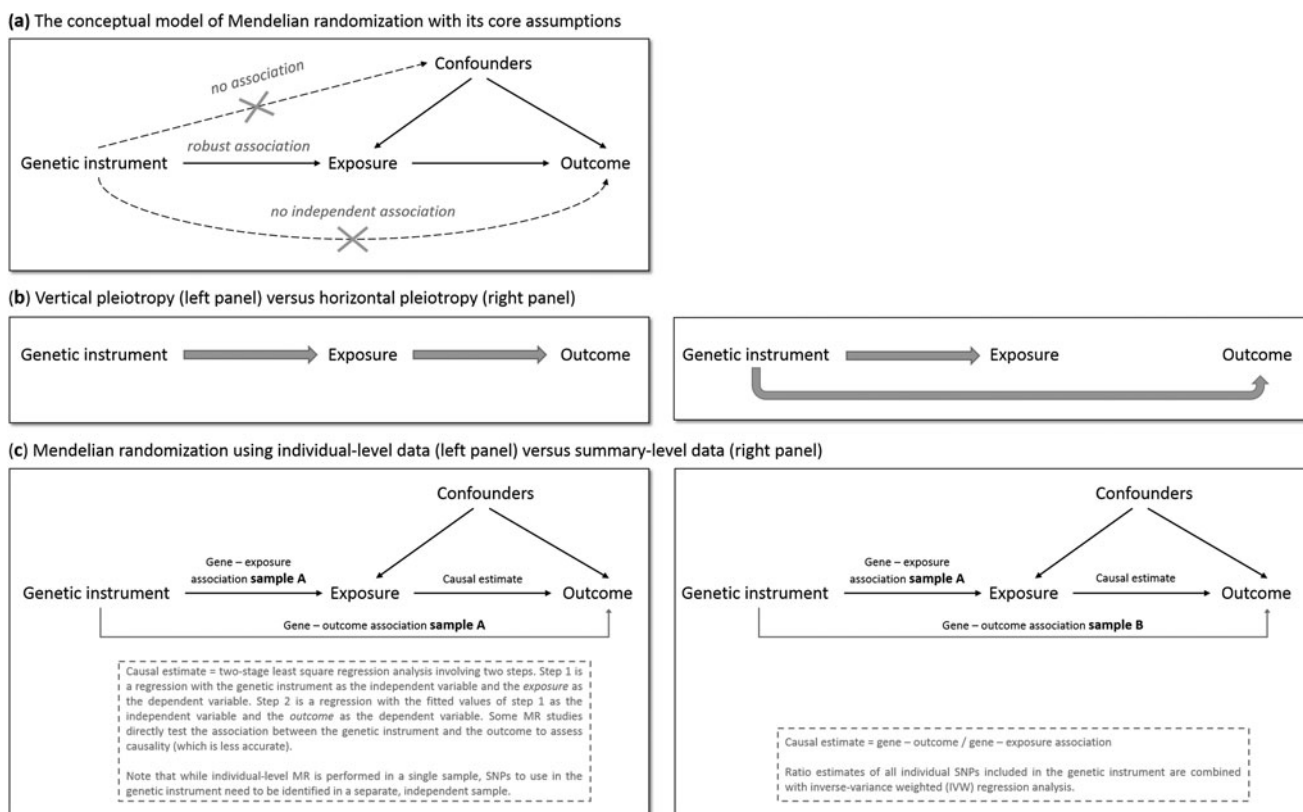 (a) The conceptual model of Mendelian randomization with its core assumptions
Confounders
no association
robust association
Genetic instrument
Exposure
Outcome
no independent association
(b) Vertical pleiotropy (left panel) versus horizontal pleiotropy (right panel)
Genetic instrument
Exposure
Outcome
Genetic instrument
Exposure
Outcome
(c) Mendelian randomization using individual-level data (left panel) versus summary-level data (right panel)
Confounders
Gene – exposure
association sample A
Causal estimate
Genetic instrument
Exposure
Outcome
Gene – outcome association sample A
Causal estimate = two-stage least square regression analysis involving two steps. Step 1 is
a regression with the genetic instrument as the independent variable and the exposure as
the dependent variable. Step 2 is a regression with the fitted values of step 1 as the
independent variable and the outcome as the dependent variable. Some MR studies
directly test the association between the genetic instrument and the outcome to assess
causality (which is less accurate).
Note that while individual-level MR is performed in a single sample, SNPs to use in the
genetic instrument need to be identified in a separate, independent sample.
Confounders
Gene – exposure
association sample A
Causal estimate
Genetic instrument
Exposure
Outcome
Gene – outcome association sample B
Causal estimate = gene – outcome / gene – exposure association
Ratio estimates of all individual SNPs included in the genetic instrument are combined
with inverse-variance weighted (IVW) regression analysis.